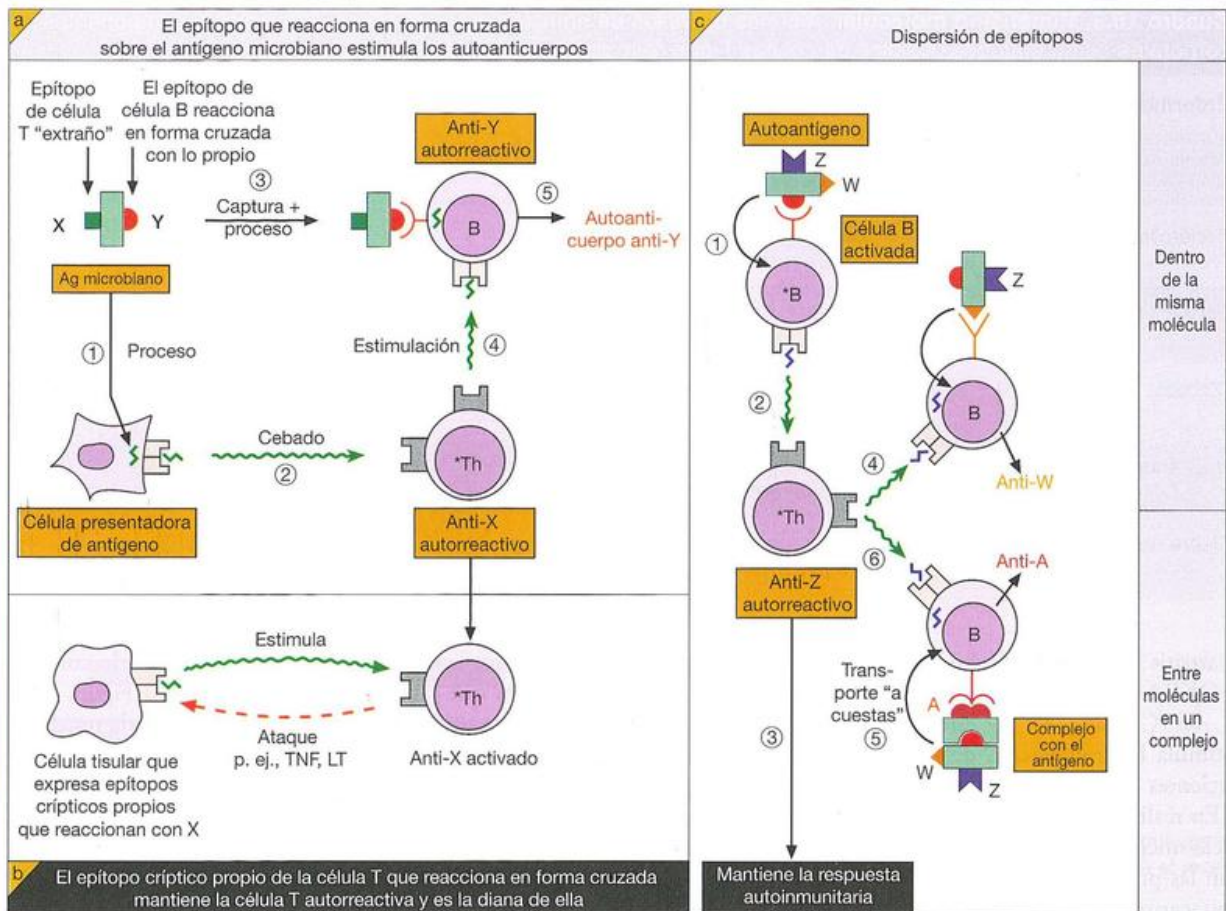 a
El epítopo que reacciona en forma cruzada
sobre el antígeno microbiano estimula los autoanticuerpos
Epítopo
de célula
T "extraño"
El epítopo de
célula B reacciona
en forma cruzada
con lo propio
X
Y
③
Captura +
proceso
Anti-Y
autorreactivo
B
⑤
Autoanti-
cuerpo anti-Y
Ag microbiano
①
Proceso
Estimulación
④
Cebado
②
*Th
Célula presentadora
de antígeno
Anti-X
autorreactivo
Estimula
*Th
Ataque
p. ej., TNF, LT
Anti-X activado
Célula tisular que
expresa epítopos
crípticos propios
que reaccionan con X
b
El epítopo críptico propio de la célula T que reacciona en forma cruzada
mantiene la célula T autorreactiva y es la diana de ella
c
Dispersión de epítopos
Autoantígeno
Z
W
①
Célula B
activada
*B
Z
②
B
④
Anti-W
*Th
⑥
Anti-A
Anti-Z
autorreactivo
B
Trans-
porte "a
cuestas"
⑤
③
A
W
Z
Complejo
con el
antígeno
Mantiene la respuesta
autoinmunitaria
Dentro
de la
misma
molécula
Entre
moléculas
en un
complejo